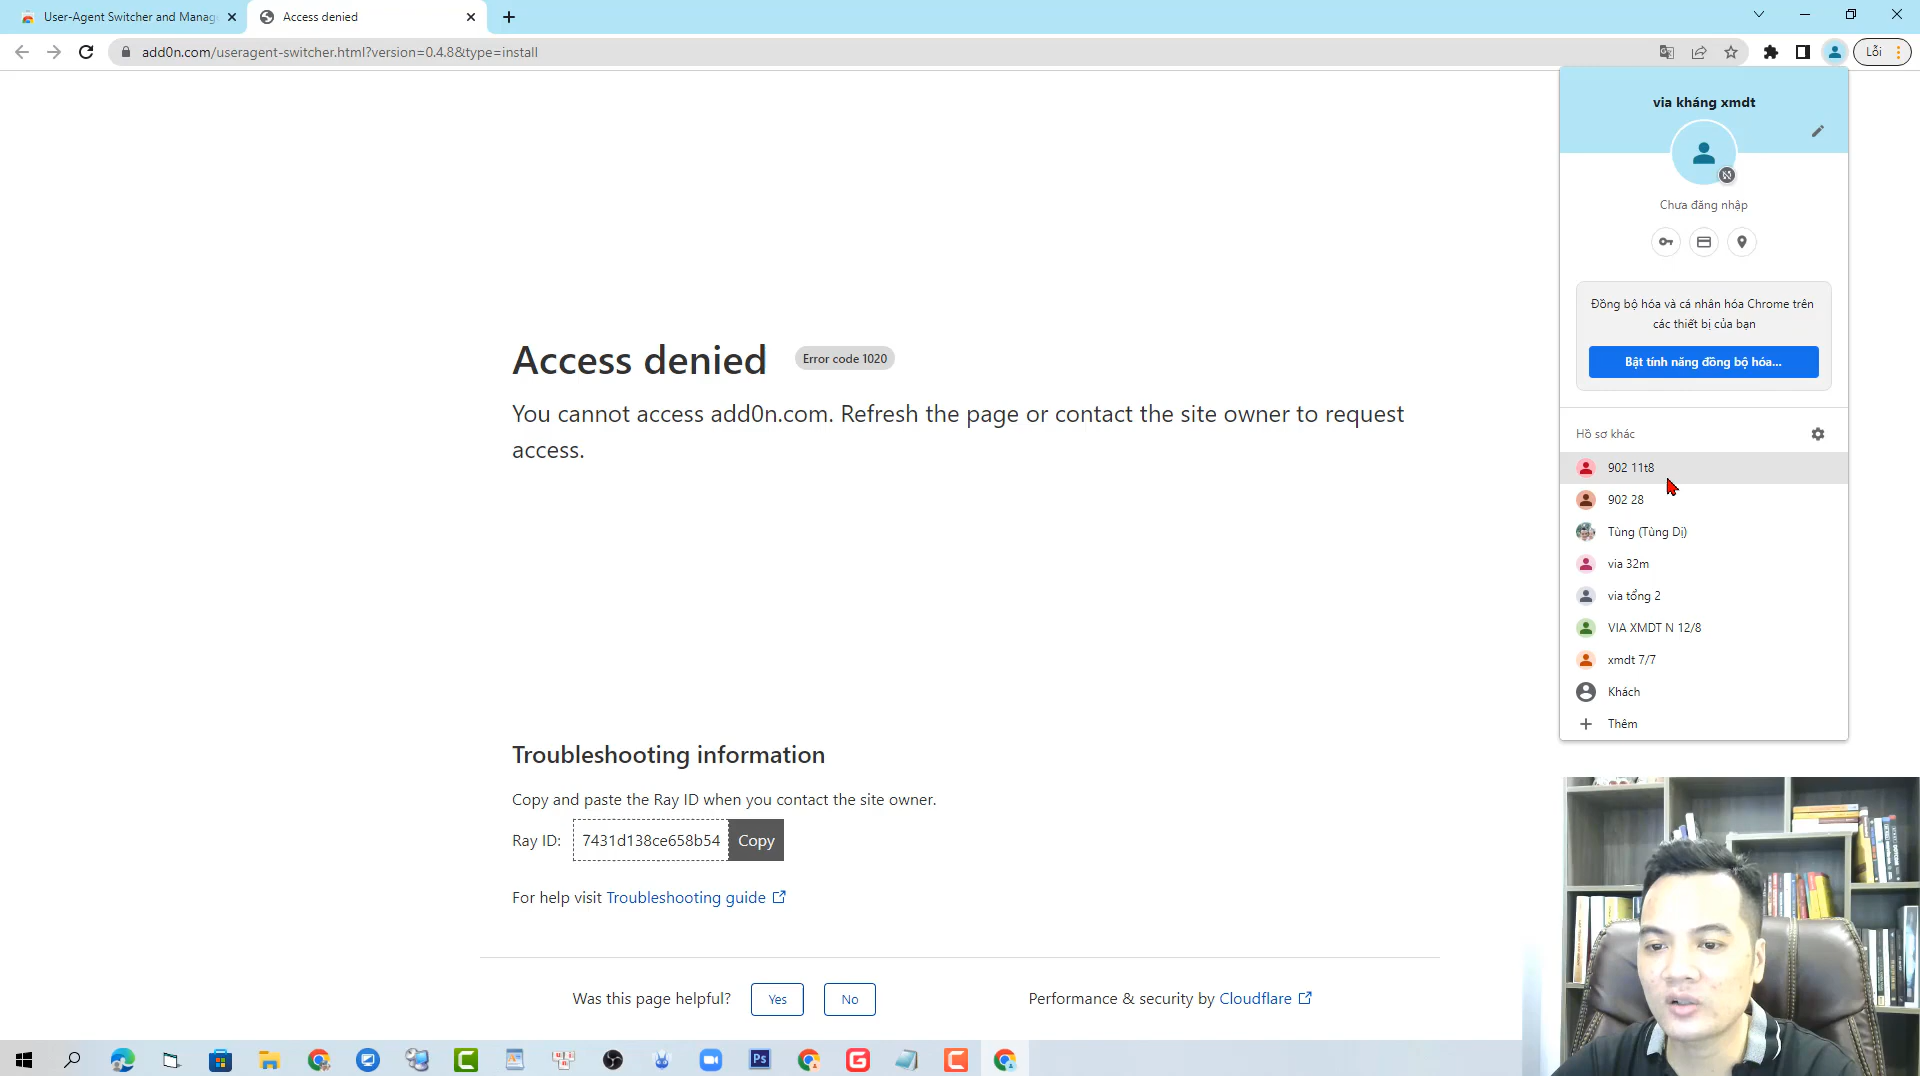 User-Agent Switcher and Manag
Access denied
add0n.com/useragent-switcher.html?version=0.4.8&type=install
Lỗi
via kháng xmdt
Chưa đăng nhập
Đồng bộ hóa và cá nhân hóa Chrome trên
các thiết bị của bạn
Bật tính năng đồng bộ hóa...
Hồ sơ khác
902 11t8
902 28
Tùng (Tùng Dị)
via 32m
via tổng 2
VIA XMDT N 12/8
xmdt 7/7
Khách
Thêm
Access denied
Error code 1020
You cannot access add0n.com. Refresh the page or contact the site owner to request
access.
Troubleshooting information
Copy and paste the Ray ID when you contact the site owner.
Ray ID: 7431d138ce658b54 Copy
For help visit Troubleshooting guide
Was this page helpful? Yes No
Performance & security by Cloudflare
Ps